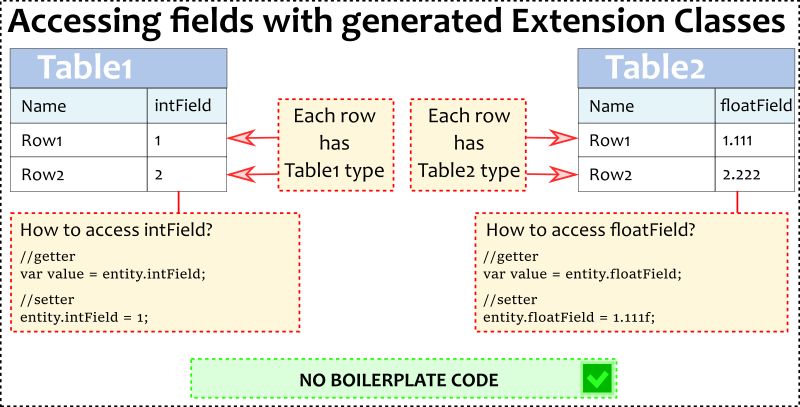 Accessing fields with generated Extension Classes
Table1
Name intField
Row1 1
Row2 2
Each row
has
Table1 type
Each row
has
Table2 type
Table2
Name floatField
Row1 1.111
Row2 2.222
How to access intField?
//getter
var value = entity.intField;
//setter
entity.intField = 1;
How to access floatField?
//getter
var value = entity.floatField;
//setter
entity.floatField = 1.111f;
NO BOILERPLATE CODE